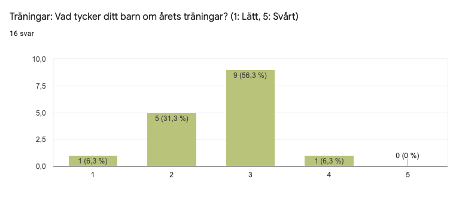 Träningar: Vad tycker ditt barn om årets träningar? (1: Lätt, 5: Svårt)
16 svar
10,0
7,5
5,0
2,5
0,0
1 (6,3 %)
5 (31,3 %)
9 (56,3 %)
1 (6,3 %)
0 (0 %)
1 2 3 4 5